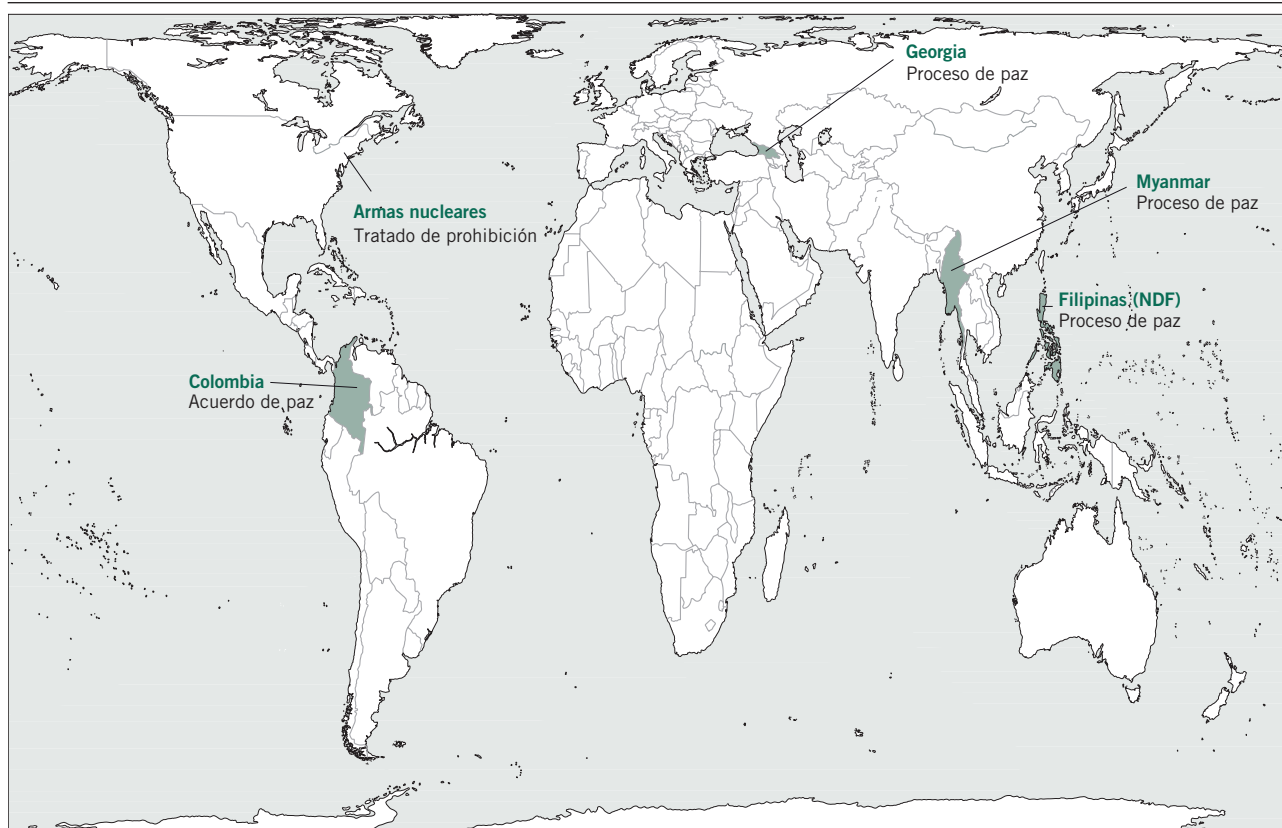 Georgia
Proceso de paz
Myanmar
Proceso de paz
Armas nucleares
Tratado de prohibición
Filipinas (NDF)
Proceso de paz
Colombia
Acuerdo de paz